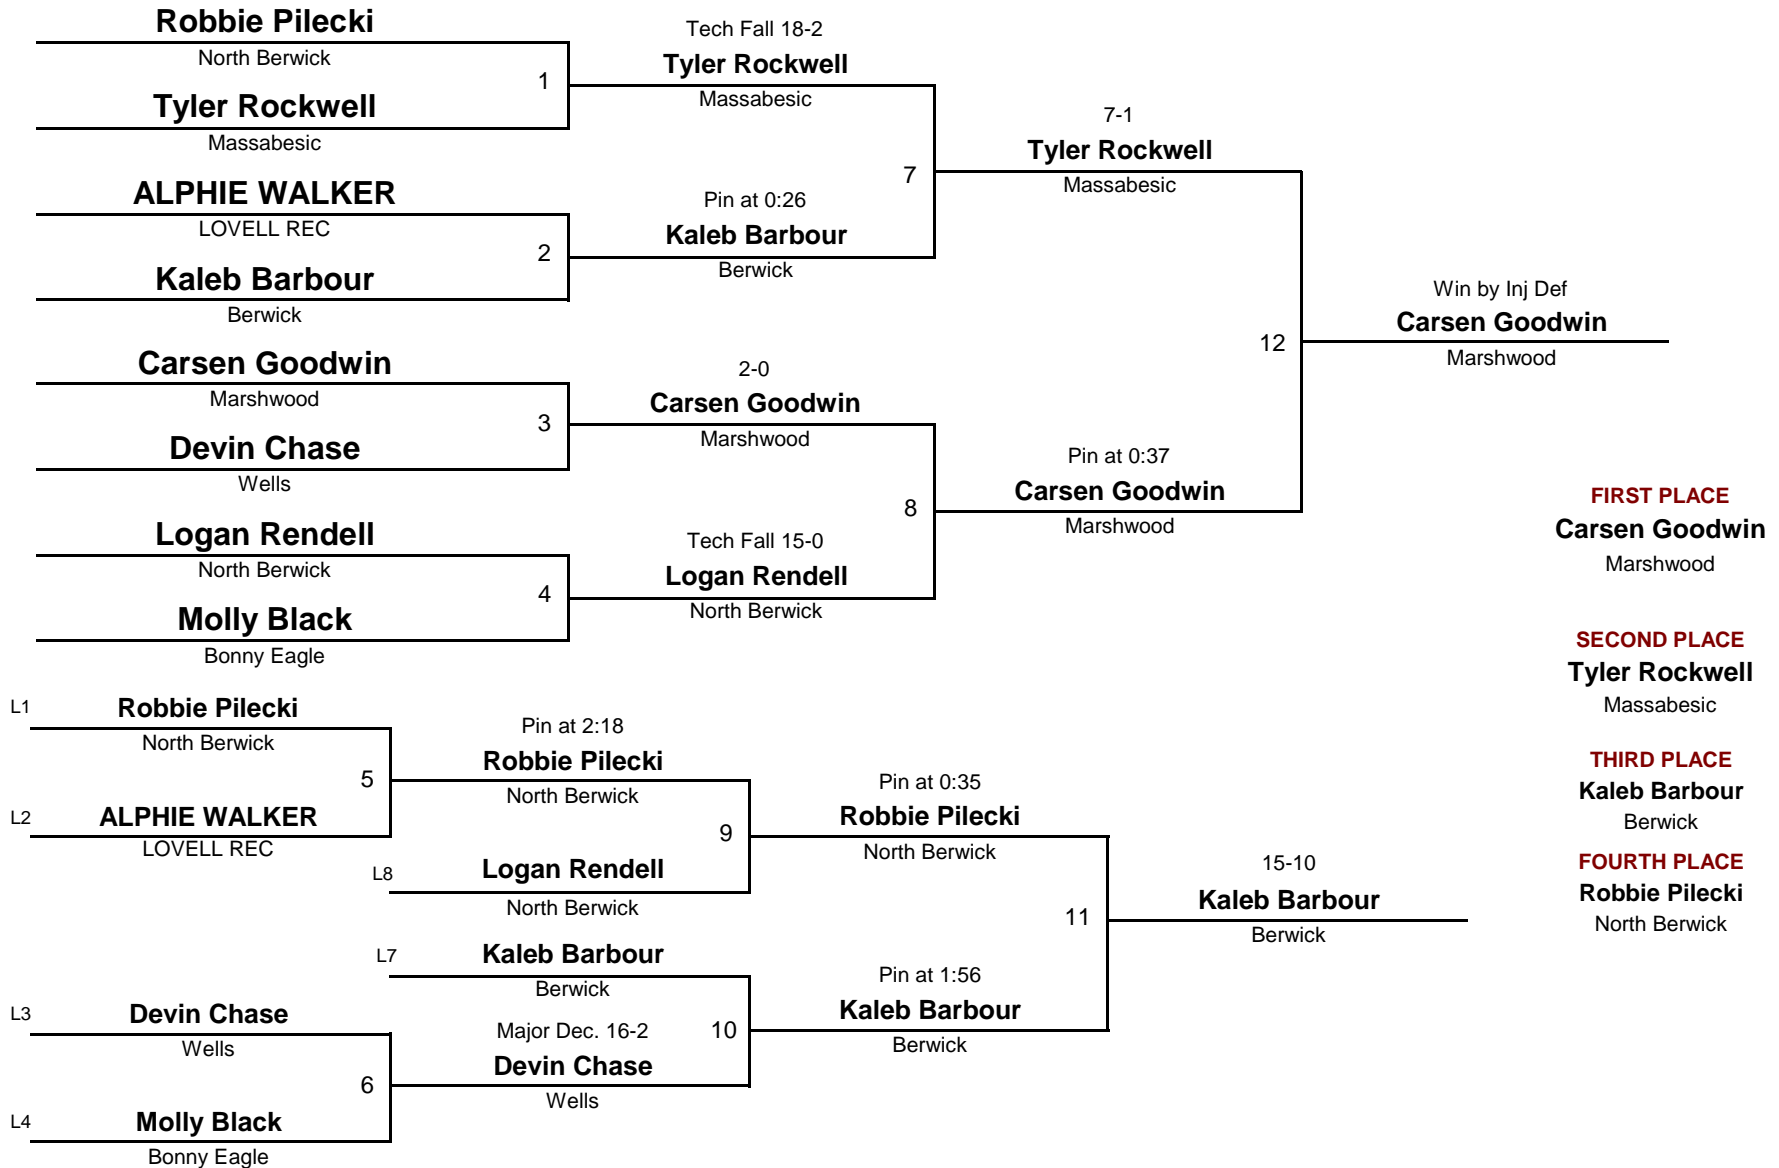 Robbie Pilecki
North Berwick
1
Tyler Rockwell
Massabesic
ALPHIE WALKER
LOVELL REC
2
Kaleb Barbour
Berwick
Carsen Goodwin
Marshwood
3
Devin Chase
Wells
Logan Rendell
North Berwick
4
Molly Black
Bonny Eagle
Tech Fall 18-2
Tyler Rockwell
Massabesic
7
Pin at 0:26
Kaleb Barbour
Berwick
2-0
Carsen Goodwin
Marshwood
8
Tech Fall 15-0
Logan Rendell
North Berwick
7-1
Tyler Rockwell
Massabesic
12
Pin at 0:37
Carsen Goodwin
Marshwood
Win by Inj Def
Carsen Goodwin
Marshwood
FIRST PLACE
Carsen Goodwin
Marshwood
SECOND PLACE
Tyler Rockwell
Massabesic
THIRD PLACE
Kaleb Barbour
Berwick
FOURTH PLACE
Robbie Pilecki
North Berwick
L1
Robbie Pilecki
North Berwick
5
L2
ALPHIE WALKER
LOVELL REC
L3
Devin Chase
Wells
6
L4
Molly Black
Bonny Eagle
Pin at 2:18
Robbie Pilecki
North Berwick
9
L8
Logan Rendell
North Berwick
L7
Kaleb Barbour
Berwick
10
Major Dec. 16-2
Devin Chase
Wells
Pin at 0:35
Robbie Pilecki
North Berwick
11
Pin at 1:56
Kaleb Barbour
Berwick
15-10
Kaleb Barbour
Berwick